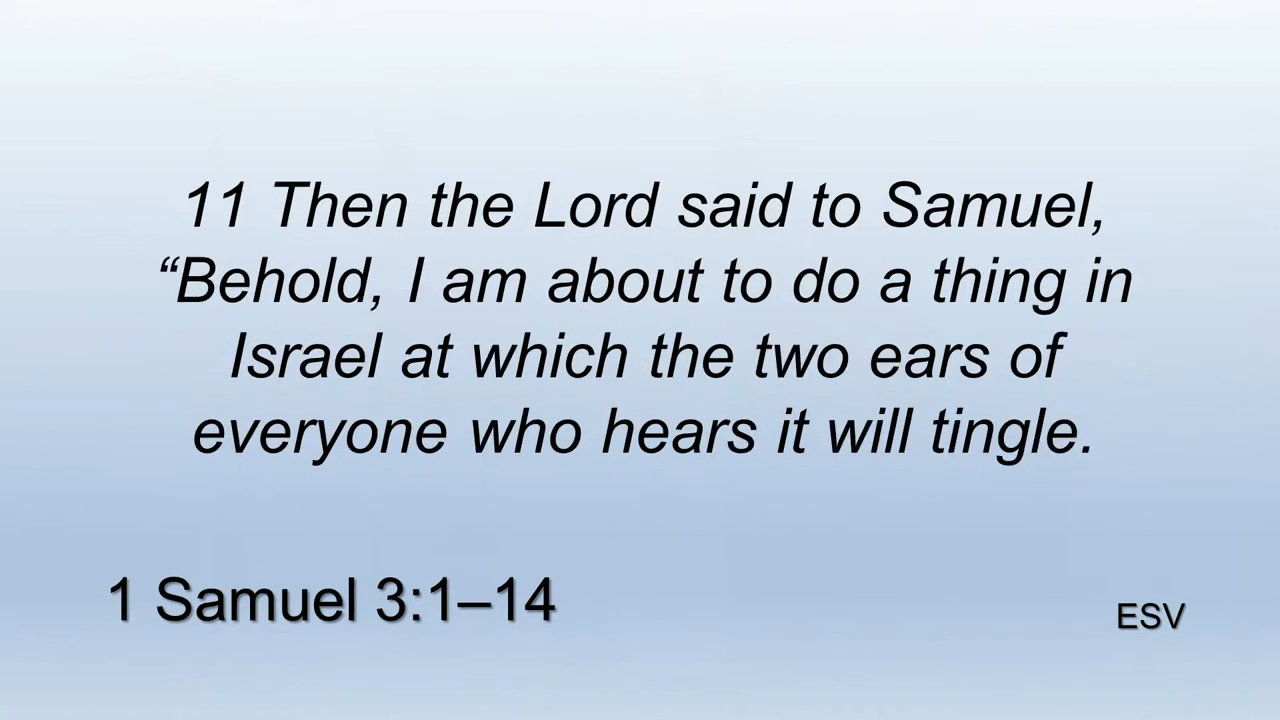 11 Then the Lord said to Samuel,
“Behold, I am about to do a thing in
Israel at which the two ears of
everyone who hears it will tingle.
1 Samuel 3:1–14
ESV